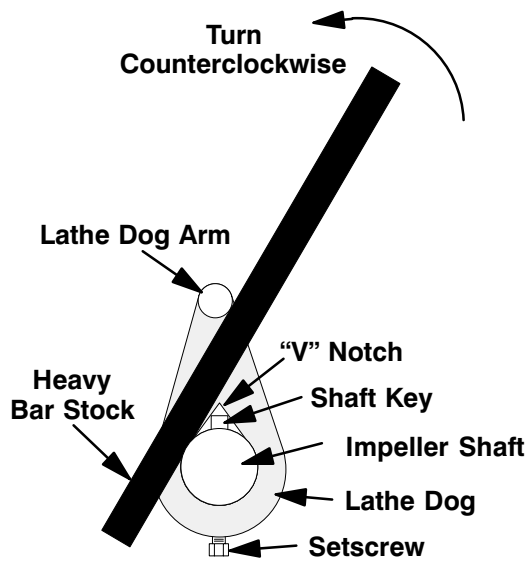 Turn
Counterclockwise
Lathe Dog Arm
“V” Notch
Heavy
Bar Stock
Shaft Key
Impeller Shaft
Lathe Dog
Setscrew